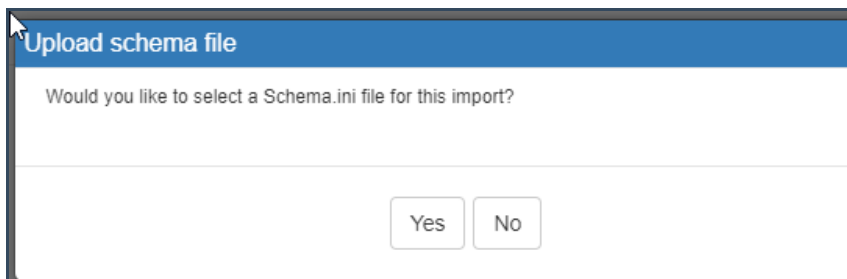 Upload schema file
Would you like to select a Schema.ini file for this import?
Yes No